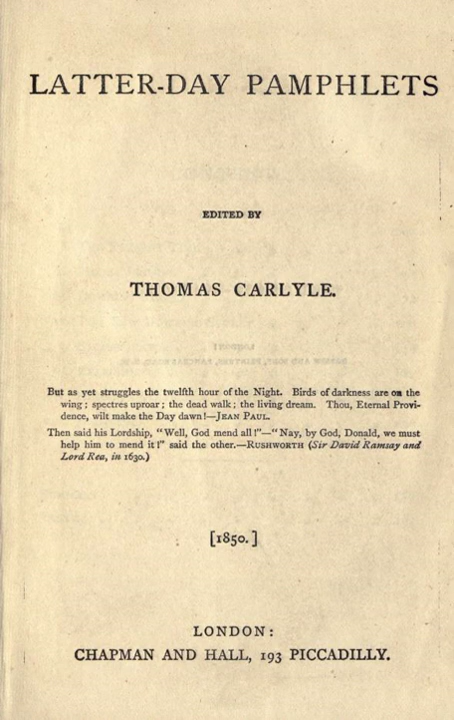 LATTER-DAY PAMPHLETS
EDITED BY
THOMAS CARLYLE.
But as yet struggles the twelfth hour of the Night. Birds of darkness are on the
wing; spectres uproar; the dead walk; the living dream. Thou, Eternal Provi-
dence, wilt make the Day dawn!—JEAN PAUL.
Then said his Lordship, "Well, God mend all!"—"Nay, by God, Donald, we must
help him to mend it!" said the other.—RUSHWORTH (Sir David Ramsay and
Lord Rea, in 1630.)
[1850.]
LONDON:
CHAPMAN AND HALL, 193 PICCADILLY.